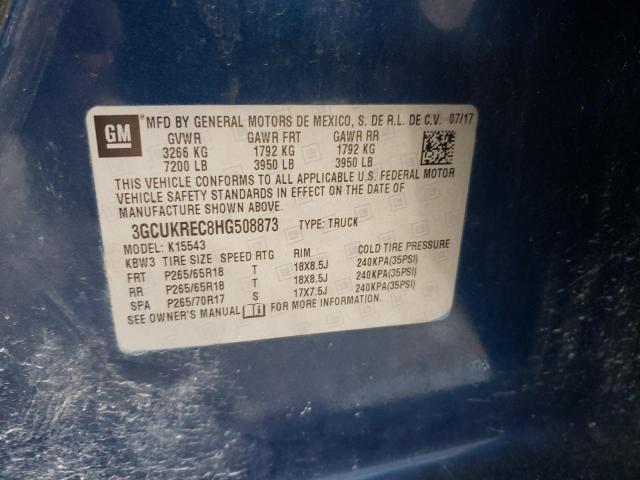 GM
MFD BY GENERAL MOTORS DE MEXICO, S. DE R.L. DE C.V. 07/17
GVWR GAWR FRT GAWR RR
3266 KG 1792 KG 1792 KG
7200 LB 3950 LB 3950 LB
THIS VEHICLE CONFORMS TO ALL APPLICABLE U.S. FEDERAL MOTOR
VEHICLE SAFETY STANDARDS IN EFFECT ON THE DATE OF
MANUFACTURE SHOWN ABOVE.
3GCUKREC8HG508873 TYPE: TRUCK
MODEL: K15543
KBW3 TIRE SIZE SPEED RTG RIM COLD TIRE PRESSURE
FRT P265/65R18 T 18X8.5J 240KPA(35PSI)
RR P265/65R18 T 18X8.5J 240KPA(35PSI)
SPA P265/70R17 S 17X7.5J 240KPA(35PSI)
SEE OWNER'S MANUAL FOR MORE INFORMATION.